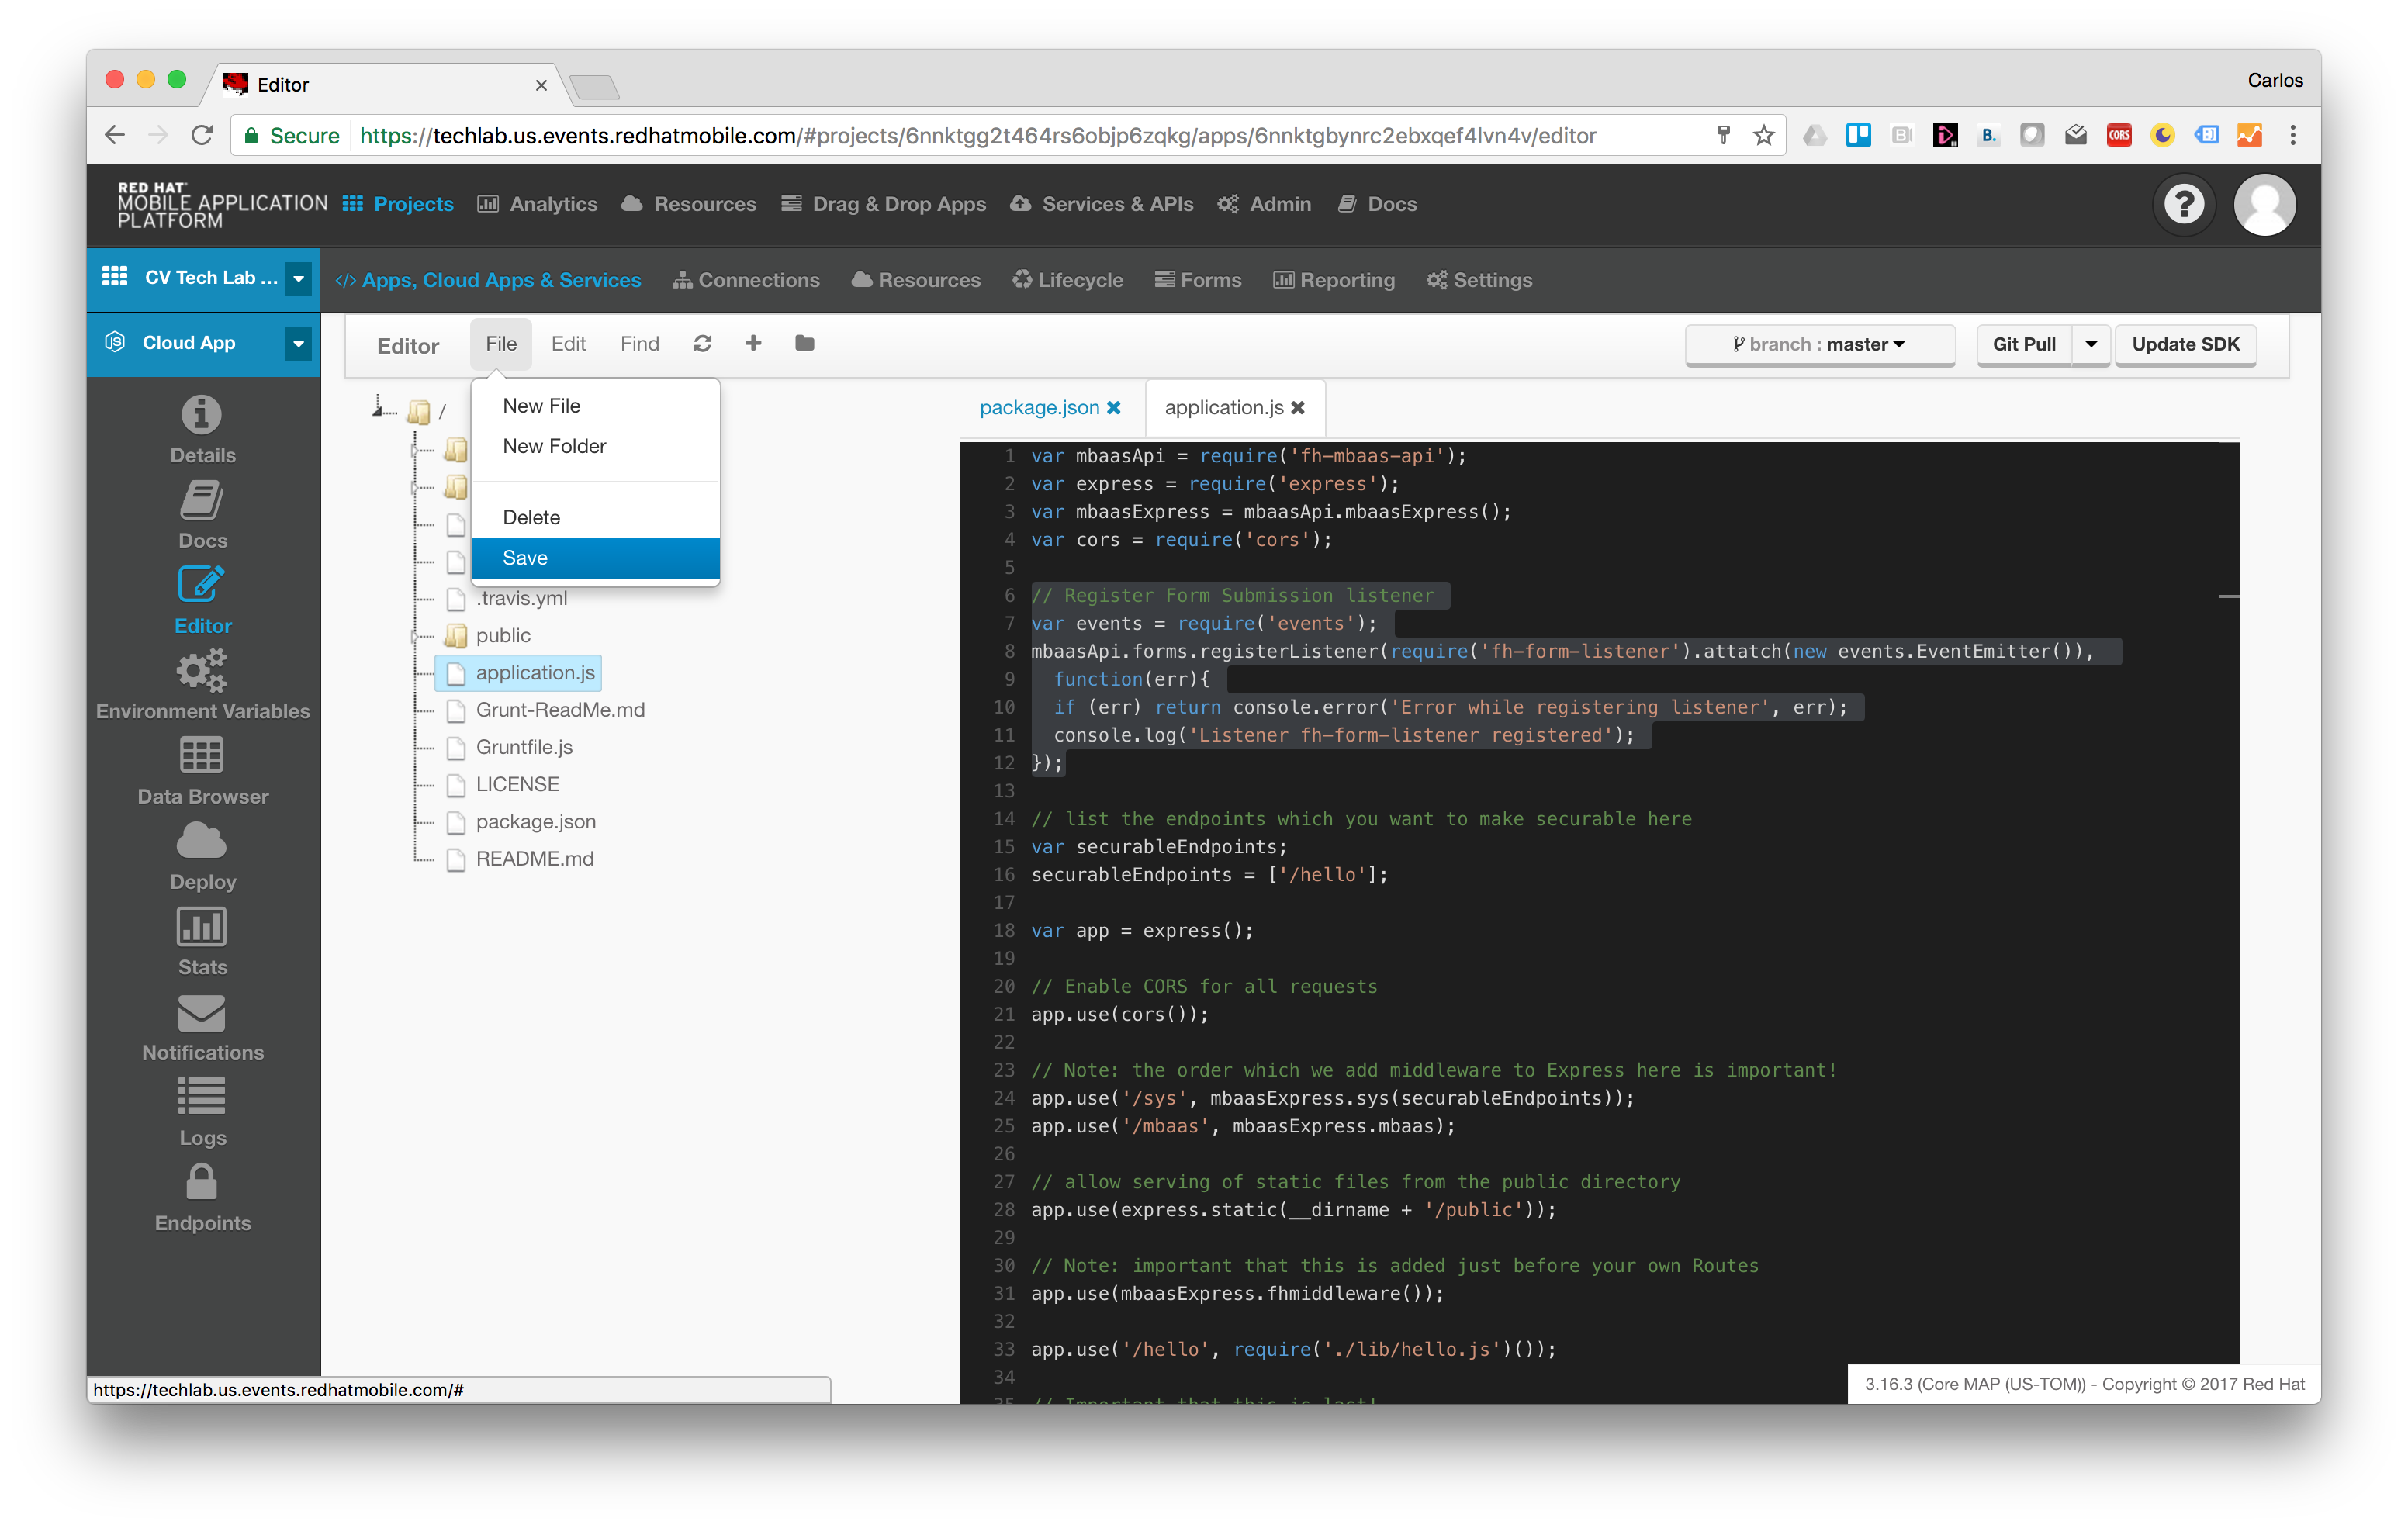 Editor
Carlos
Secure https://techlab.us.events.redhatmobile.com/#projects/6nnktgg2t464rs6objp6zqkg/apps/6nnktgbynrc2ebxqef4lvn4v/editor
CORS
B.
RED HAT
MOBILE APPLICATION
PLATFORM
Projects Analytics Resources Drag & Drop Apps Services & APIs Admin Docs
?
CV Tech Lab ...
</> Apps, Cloud Apps & Services Connections Resources Lifecycle Forms Reporting Settings
JS Cloud App
Editor File Edit Find
branch : master Git Pull Update SDK
Details
Docs
Editor
Environment Variables
Data Browser
Deploy
Stats
Notifications
Logs
Endpoints
New File
New Folder
Delete
Save
/
.travis.yml
public
application.js
Grunt-ReadMe.md
Gruntfile.js
LICENSE
package.json
README.md
package.json application.js
1 var mbaasApi = require('fh-mbaas-api');
2 var express = require('express');
3 var mbaasExpress = mbaasApi.mbaasExpress();
4 var cors = require('cors');
5
6 // Register Form Submission listener
7 var events = require('events');
8 mbaasApi.forms.registerListener(require('fh-form-listener').attatch(new events.EventEmitter()),
9 function(err){
10 if (err) return console.error('Error while registering listener', err);
11 console.log('Listener fh-form-listener registered');
12 });
13
14 // list the endpoints which you want to make securable here
15 var securableEndpoints;
16 securableEndpoints = ['/hello'];
17
18 var app = express();
19
20 // Enable CORS for all requests
21 app.use(cors());
22
23 // Note: the order which we add middleware to Express here is important!
24 app.use('/sys', mbaasExpress.sys(securableEndpoints));
25 app.use('/mbaas', mbaasExpress.mbaas);
26
27 // allow serving of static files from the public directory
28 app.use(express.static(__dirname + '/public'));
29
30 // Note: important that this is added just before your own Routes
31 app.use(mbaasExpress.fhmiddleware());
32
33 app.use('/hello', require('./lib/hello.js')());
34
35 // Important that this is last!
https://techlab.us.events.redhatmobile.com/#
3.16.3 (Core MAP (US-TOM)) - Copyright © 2017 Red Hat